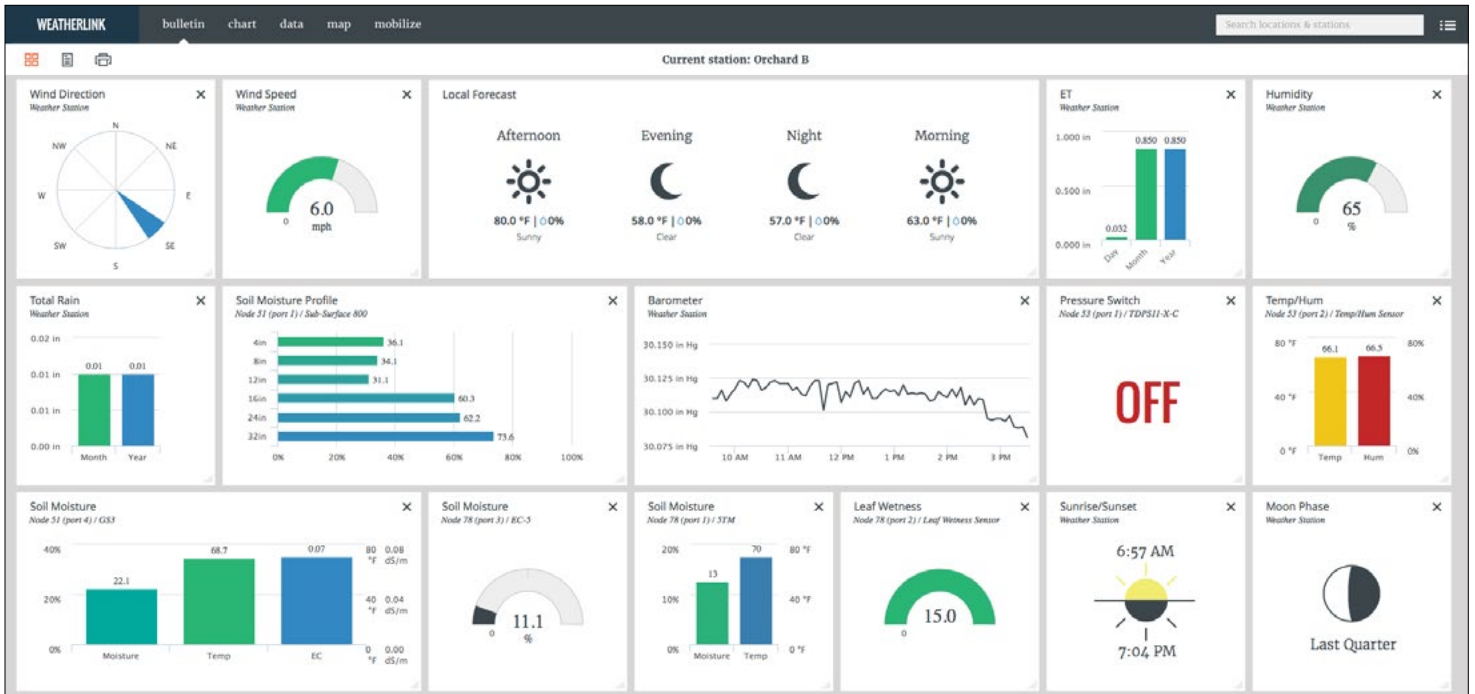 WEATHERLINK bulletin chart data map mobilize Search locations & stations
Current station: Orchard B
Wind Direction
Weather Station
N
NW NE
W E
SW SE
S
Wind Speed
Weather Station
6.0
0 mph
Local Forecast
Afternoon Evening Night Morning
80.0 °F | 0% 58.0 °F | 0% 57.0 °F | 0% 63.0 °F | 0%
Sunny Clear Clear Sunny
ET
Weather Station
1.000 in 0.850 0.850
0.500 in
0.032
0.000 in
Day Month Year
Humidity
Weather Station
65
0 %
Total Rain
Weather Station
0.02 in
0.01 0.01
0.01 in
0.01 in
0.00 in
Month Year
Soil Moisture Profile
Node 51 (port 1) / Sub-Surface 800
4in 36.1
8in 34.1
12in 31.1
16in 60.3
24in 62.2
32in 73.6
0% 20% 40% 60% 80% 100%
Barometer
Weather Station
30.150 in Hg
30.125 in Hg
30.100 in Hg
30.075 in Hg
10 AM 11 AM 12 PM 1 PM 2 PM 3 PM
Pressure Switch
Node 53 (port 1) / TDPS11-X-C
OFF
Temp/Hum
Node 53 (port 2) / Temp/Hum Sensor
80 °F 66.1 66.5 80%
40 °F 40%
0 °F 0%
Temp Hum
Soil Moisture
Node 51 (port 4) / GS3
40% 68.7 0.07 80 0.08
°F dS/m
22.1
20% 40 0.04
°F dS/m
0% 0 0.00
°F dS/m
Moisture Temp EC
Soil Moisture
Node 78 (port 3) / EC-5
11.1
0 %
Soil Moisture
Node 78 (port 1) / 5TM
20% 70 80 °F
13
10% 40 °F
0% 0 °F
Moisture Temp
Leaf Wetness
Node 78 (port 2) / Leaf Wetness Sensor
15.0
0
Sunrise/Sunset
Weather Station
6:57 AM
7:04 PM
Moon Phase
Weather Station
Last Quarter